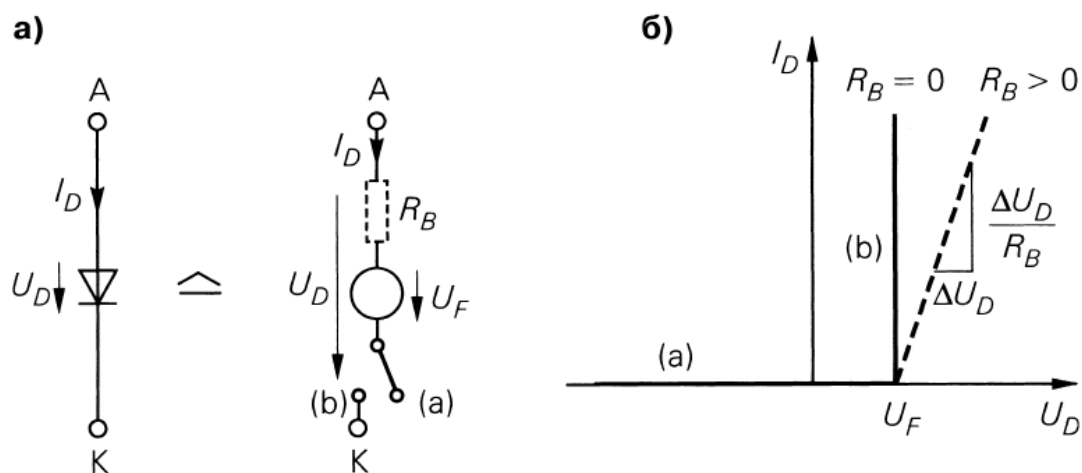 а)
A
I_D
U_D
K
≙
A
I_D
R_B
U_D
U_F
(b)
(a)
K
б)
I_D
R_B = 0
R_B > 0
(b)
ΔU_D
R_B
ΔU_D
(a)
U_F
U_D